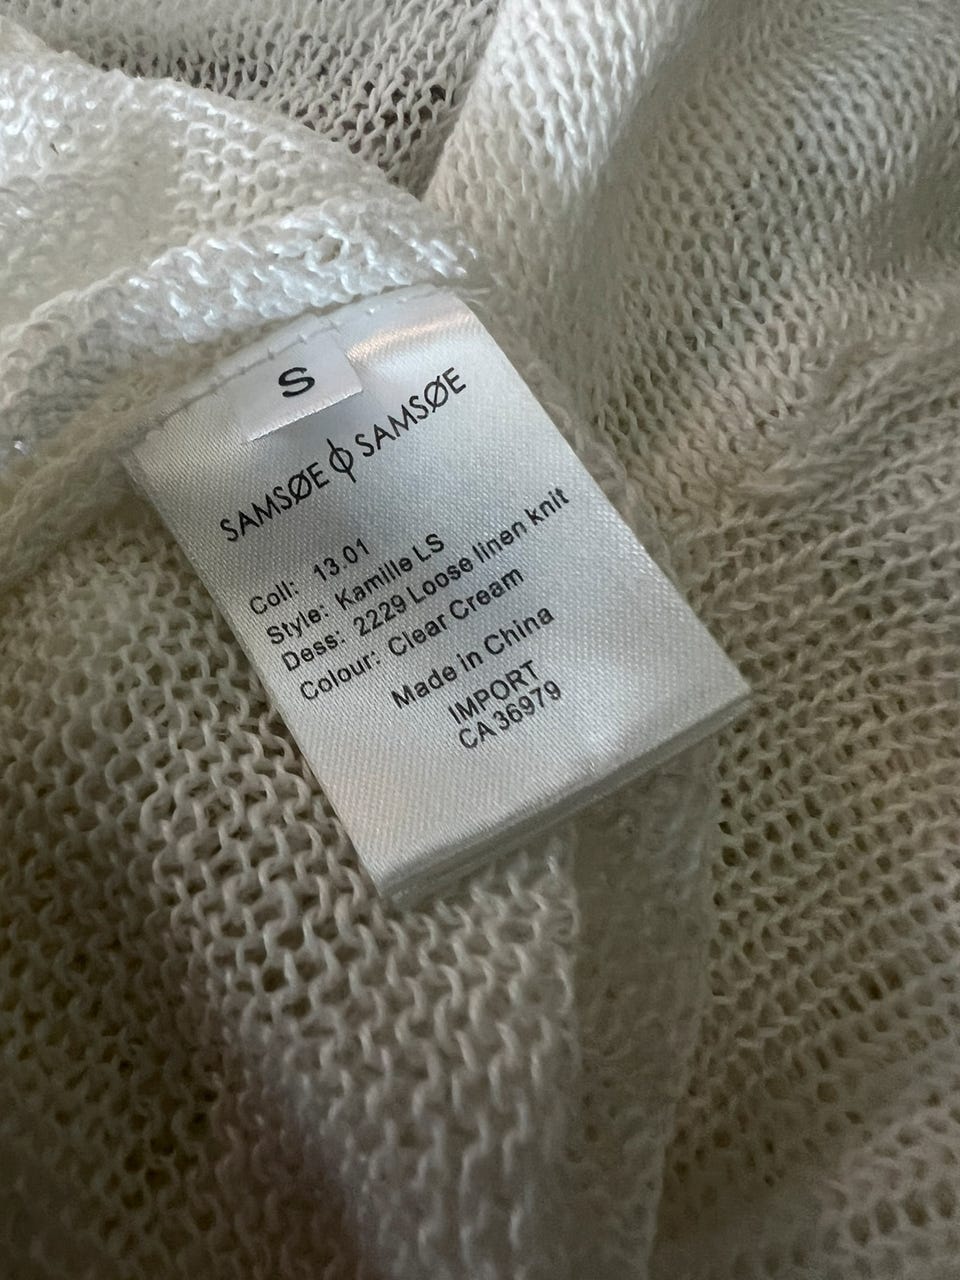 S
SAMSØE SAMSØE
Coll: 13.01
Style: Kamille LS
Dess: 2229 Loose linen knit
Colour: Clear Cream
Made in China
IMPORT
CA 36979